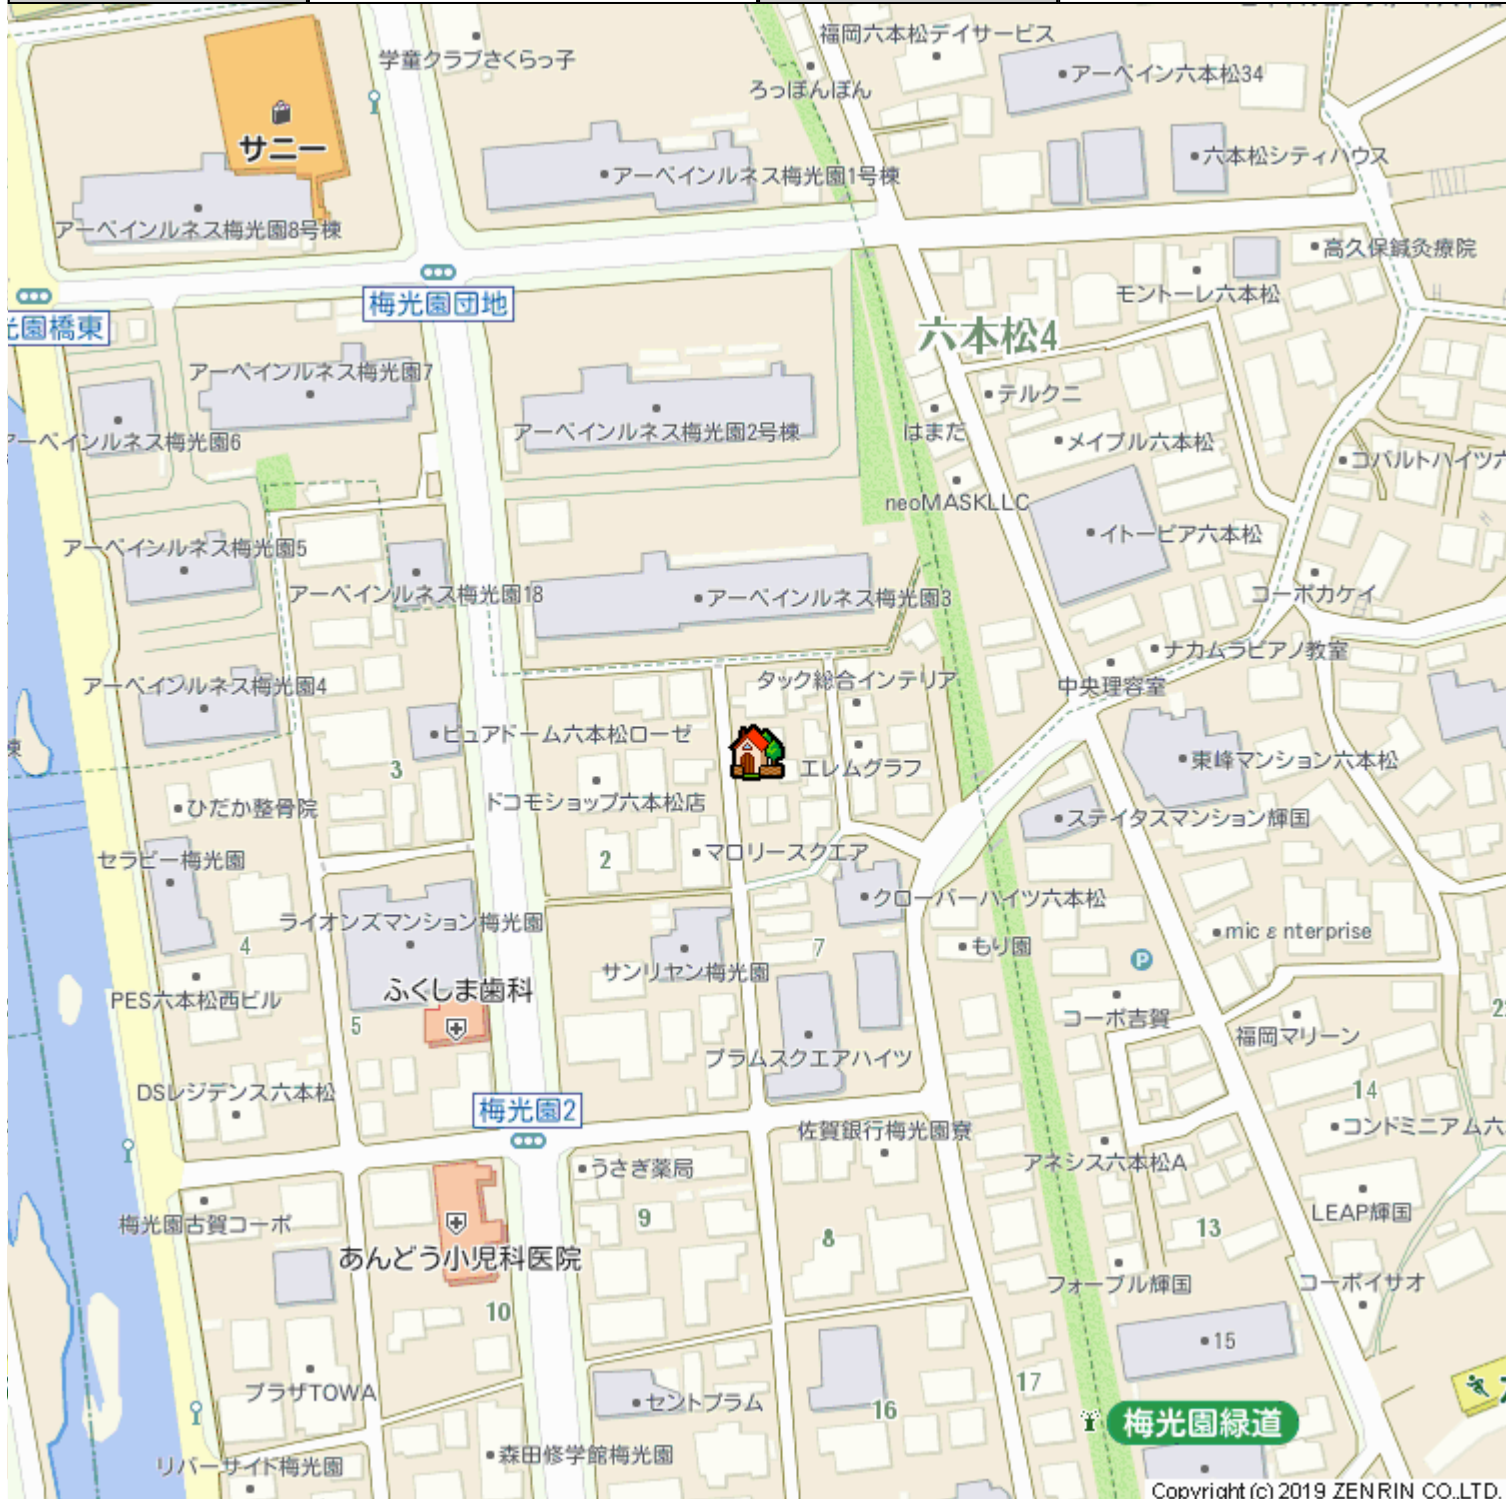 福岡六本松デイサービス
学童クラブさくらっ子
アーベイン六本松34
ろっぽんぽん
サニー
六本松シティハウス
アーベインルネス梅光園1号棟
アーベインルネス梅光園8号棟
高久保鍼灸療院
モントーレ六本松
梅光園団地
光園橋東
六本松4
アーベインルネス梅光園7
テルクニ
アーベインルネス梅光園2号棟
はまだ
アーベインルネス梅光園6
メイプル六本松
コバルトハイツ六
neoMASKLLC
イトーピア六本松
アーベインルネス梅光園5
アーベインルネス梅光園18
アーベインルネス梅光園3
コーポカケイ
ナカムラピアノ教室
タック総合インテリア
アーベインルネス梅光園4
中央理容室
ピュアドーム六本松ローゼ
棟
東峰マンション六本松
3
エレムグラフ
ドコモショップ六本松店
ひだか整骨院
ステイタスマンション輝国
マロリースクエア
セラビー梅光園
2
クローバーハイツ六本松
ライオンズマンション梅光園
mic ε nterprise
4
7
もり園
P
サンリヤン梅光園
ふくしま歯科
PES六本松西ビル
コーポ吉賀
5
福岡マリーン
22
プラムスクエアハイツ
DSレジデンス六本松
14
梅光園2
佐賀銀行梅光園寮
コンドミニアム六
うさぎ薬局
アネシス六本松A
梅光園古賀コーポ
9
LEAP輝国
13
8
あんどう小児科医院
フォーブル輝国
コーポイサオ
10
15
プラザTOWA
17
セントプラム
16
梅光園緑道
森田修学館梅光園
リバーサイド梅光園
Copyright (c) 2019 ZENRIN CO.,LTD.